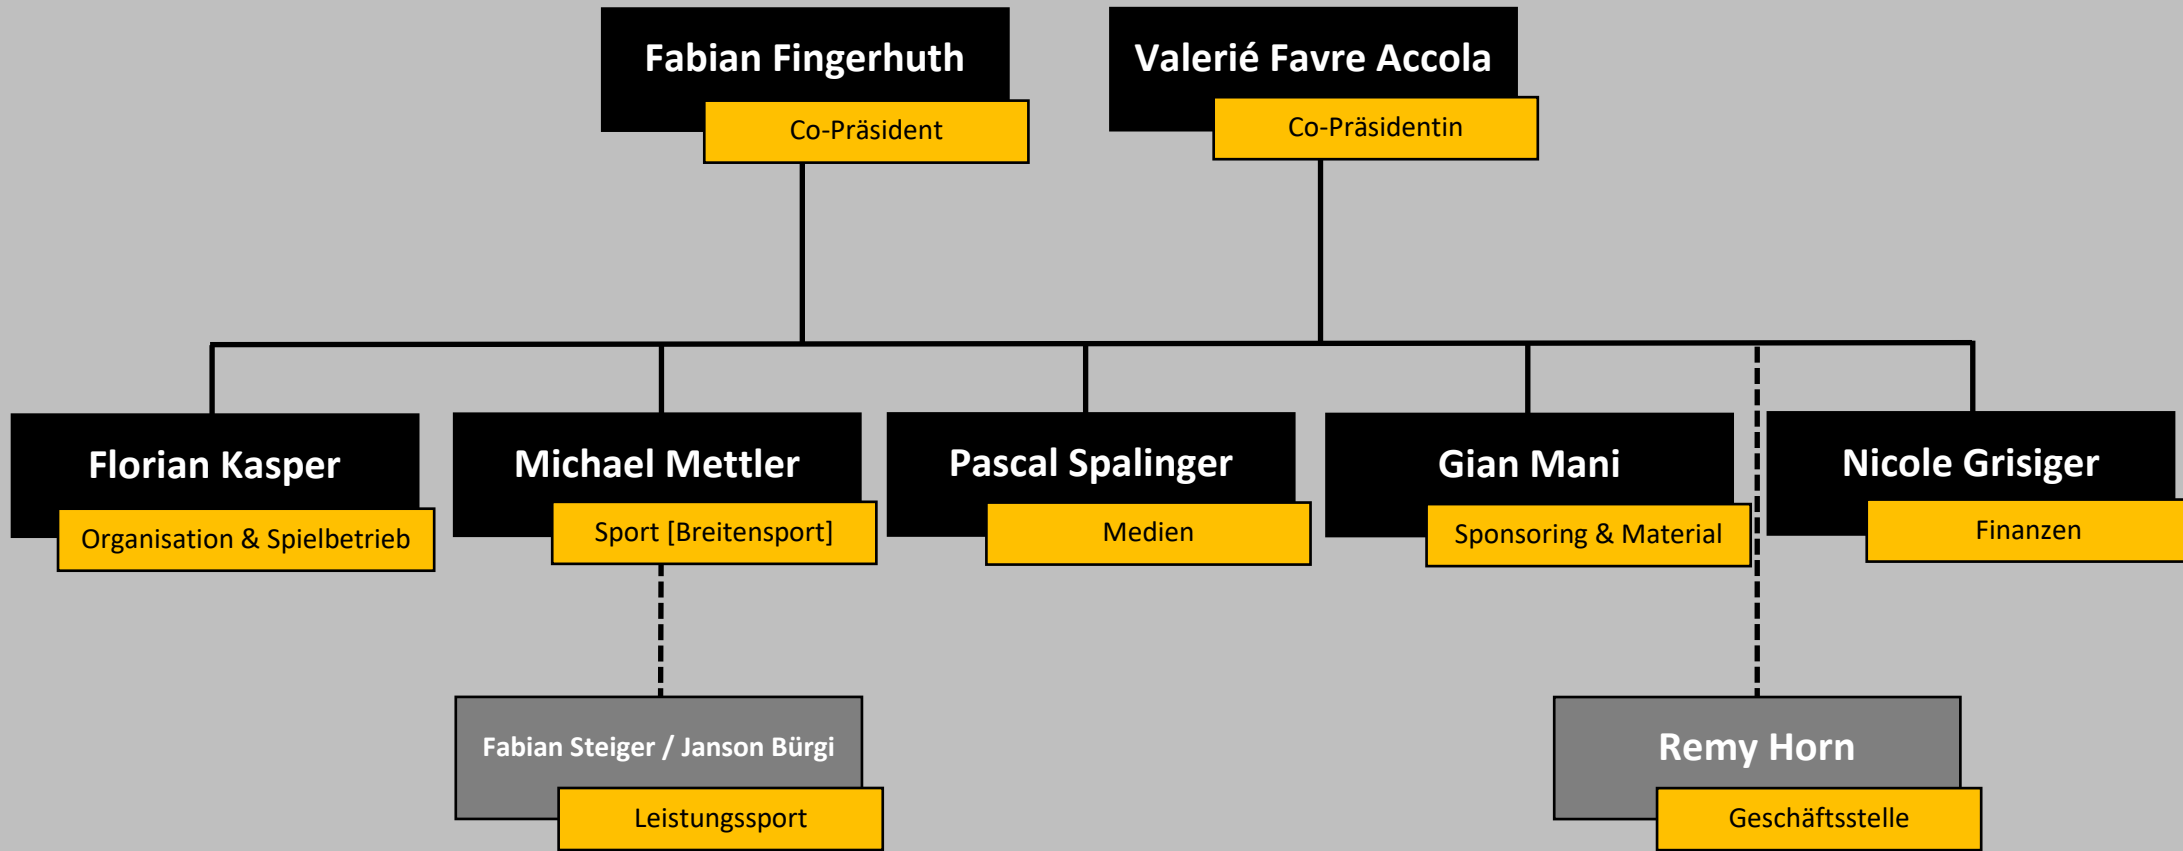 Fabian Fingerhuth
Co-Präsident
Valerié Favre Accola
Co-Präsidentin
Florian Kasper
Organisation & Spielbetrieb
Michael Mettler
Sport [Breitensport]
Pascal Spalinger
Medien
Gian Mani
Sponsoring & Material
Nicole Grisiger
Finanzen
Fabian Steiger / Janson Bürgi
Leistungssport
Remy Horn
Geschäftsstelle